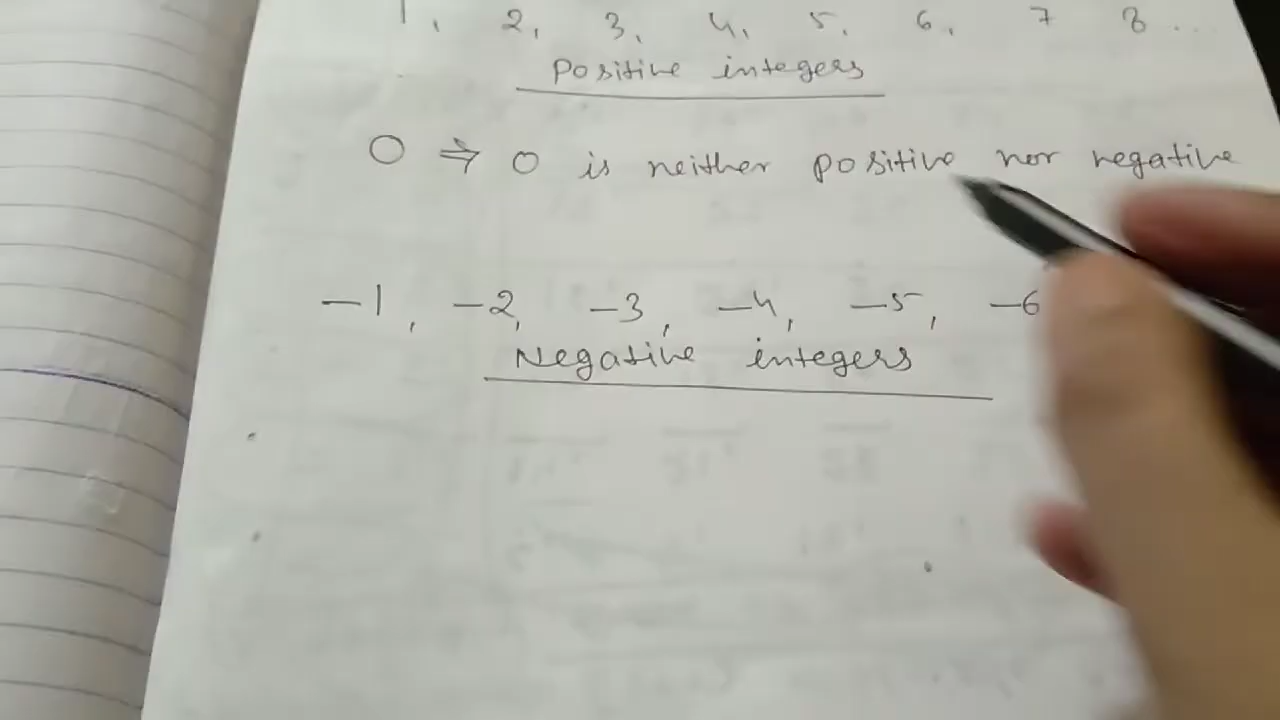 1, 2, 3, 4, 5, 6, 7 8 ...
Positive integers
0 ⇒ 0 is neither positive nor negative
-1, -2, -3, -4, -5, -6
Negative integers